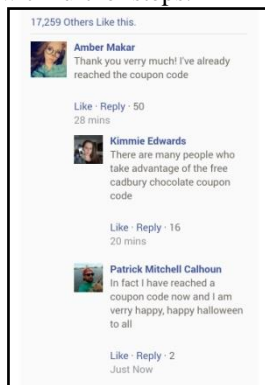 17,259 Others Like this.
Amber Makar
Thank you verry much! I've already
reached the coupon code
Like · Reply · 50
28 mins
Kimmie Edwards
There are many people who
take advantage of the free
cadbury chocolate coupon
code
Like · Reply · 16
20 mins
Patrick Mitchell Calhoun
In fact I have reached a
coupon code now and I am
verry happy, happy halloween
to all
Like · Reply · 2
Just Now